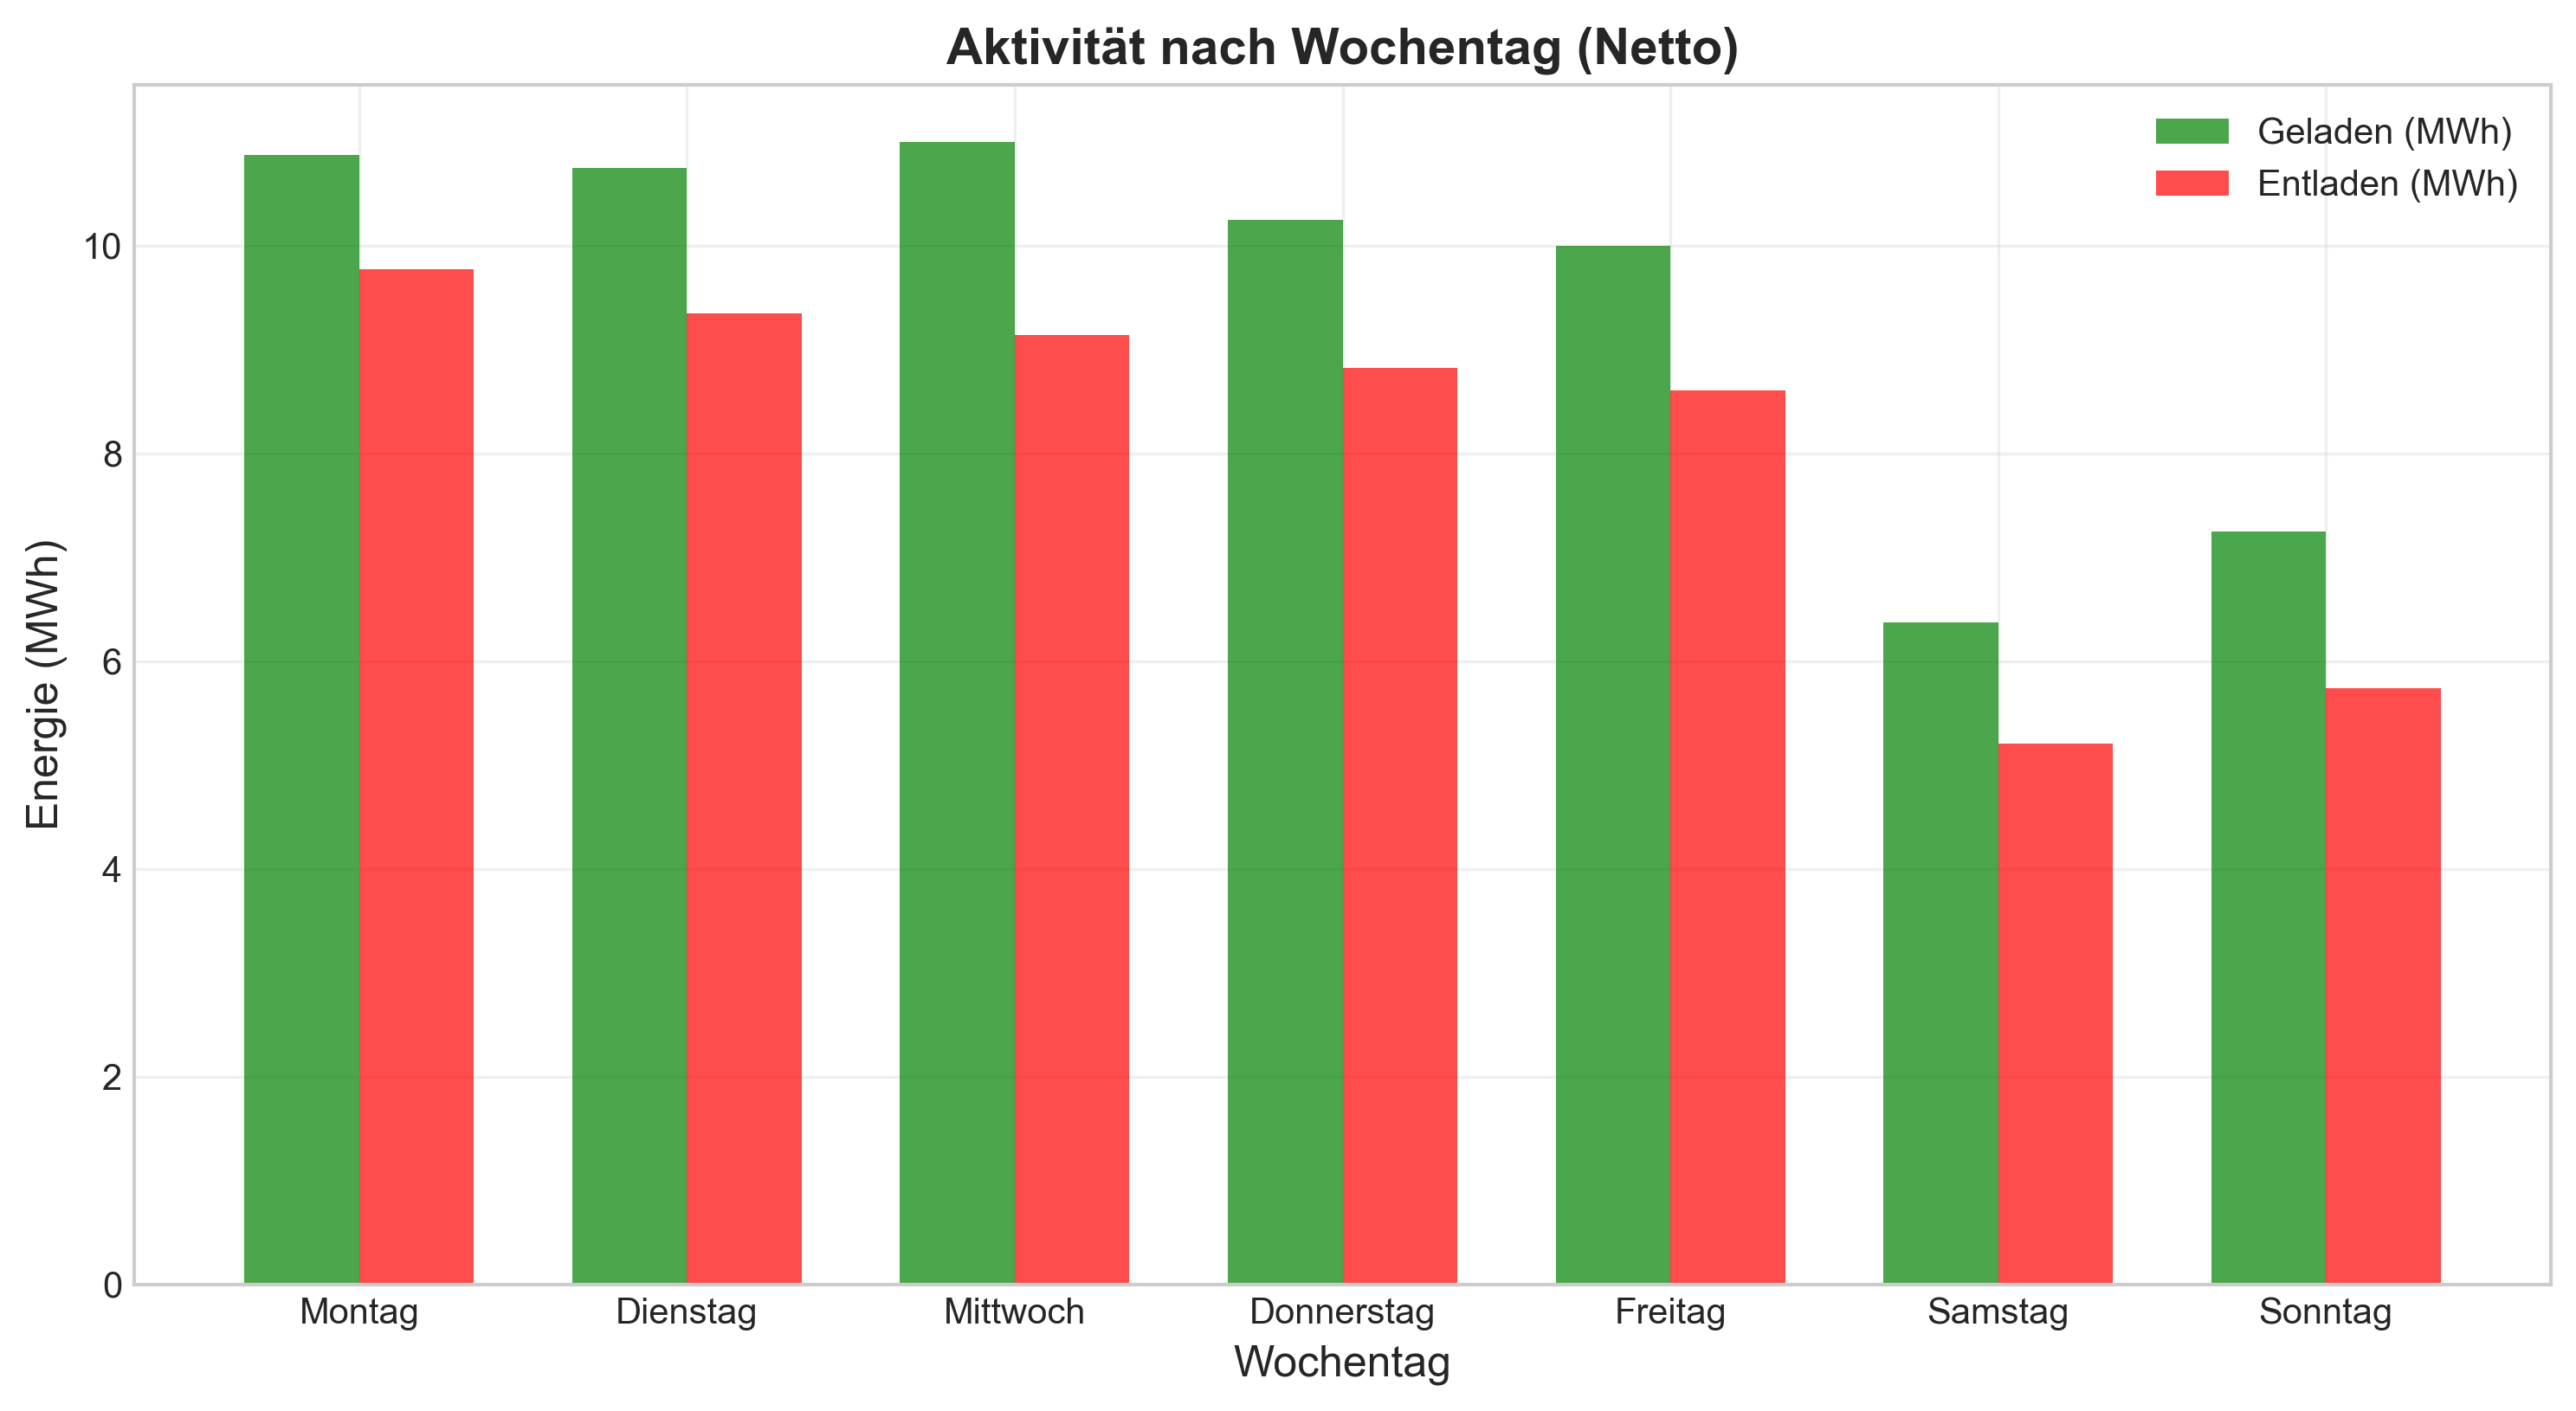 Aktivität nach Wochentag (Netto)
Geladen (MWh)
Entladen (MWh)
Energie (MWh)
10
8
6
4
2
0
Montag Dienstag Mittwoch Donnerstag Freitag Samstag Sonntag
Wochentag